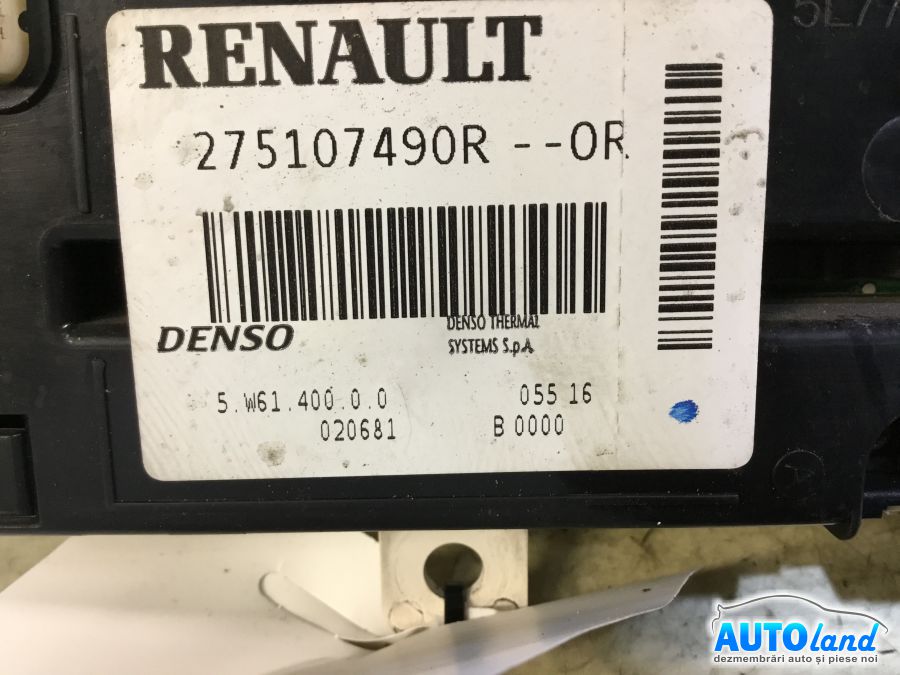 RENAULT
275107490R --OR
DENSO
DENSO THERMAL
SYSTEMS S.p.A.
5.W61.400.0.0
055 16
020681
B 0000
A
AUTOland
dezmembrări auto și piese noi